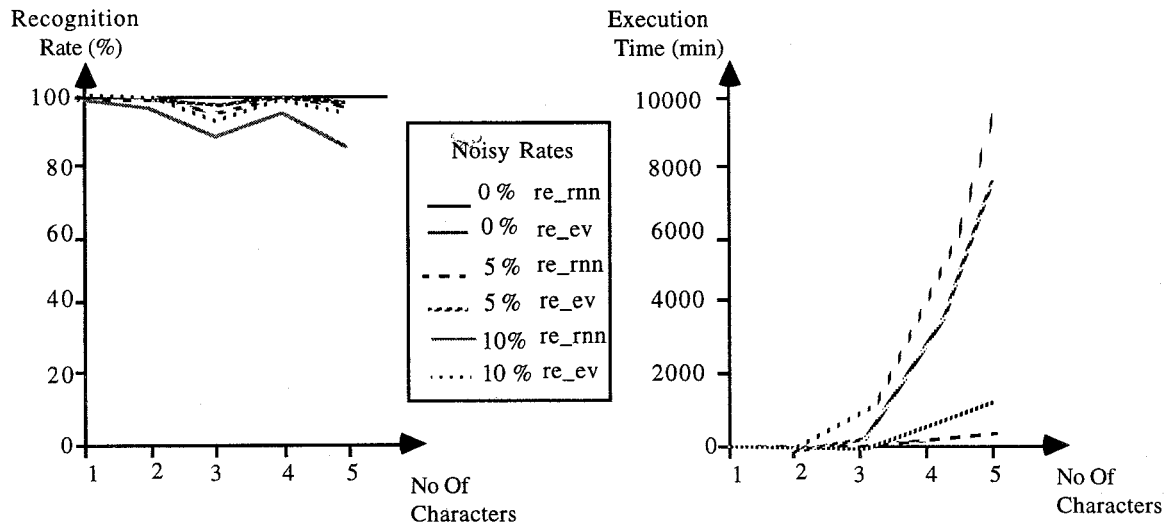 Recognition
Rate (%)
100
80
60
40
20
0
1 2 3 4 5
No Of
Characters
Noisy Rates
0 % re_rnn
0 % re_ev
5 % re_rnn
5 % re_ev
10% re_rnn
10 % re_ev
Execution
Time (min)
10000
8000
6000
4000
2000
0
1 2 3 4 5
No Of
Characters